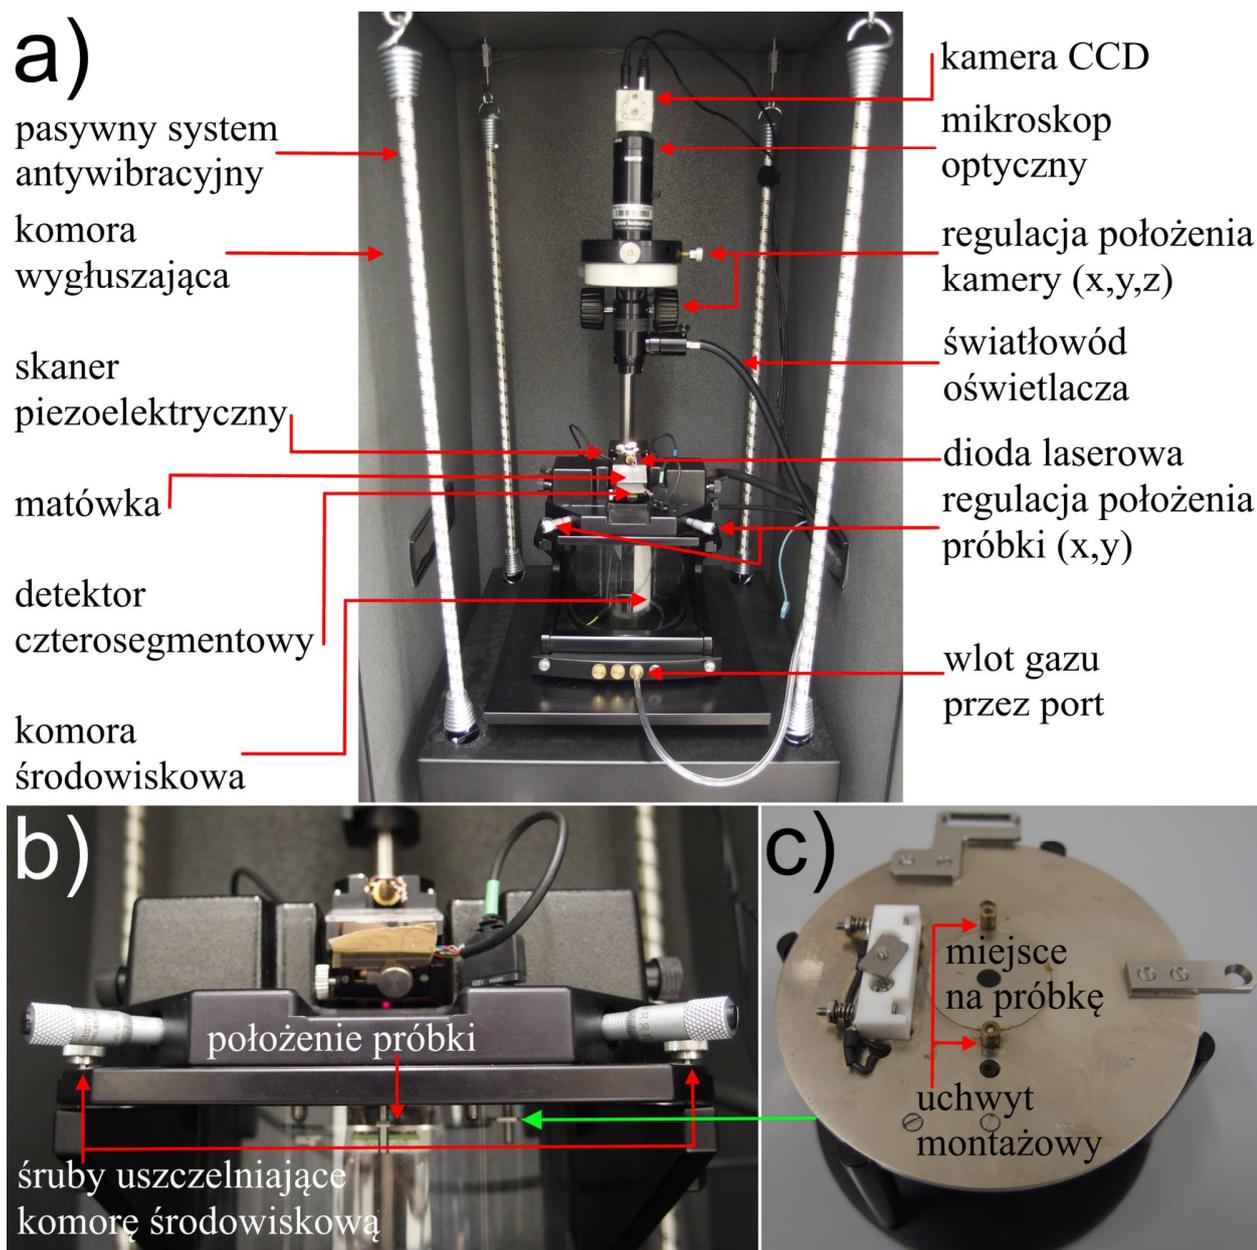 a)
pasywny system
antywibracyjny
komora
wygłuszająca
skaner
piezoelektryczny
matówka
detektor
czterosegmentowy
komora
środowiskowa
kamera CCD
mikroskop
optyczny
regulacja położenia
kamery (x,y,z)
światłowód
oświetlacza
dioda laserowa
regulacja położenia
próbki (x,y)
wlot gazu
przez port
b)
położenie próbki
śruby uszczelniające
komorę środowiskową
c)
miejsce
na próbkę
uchwyt
montażowy